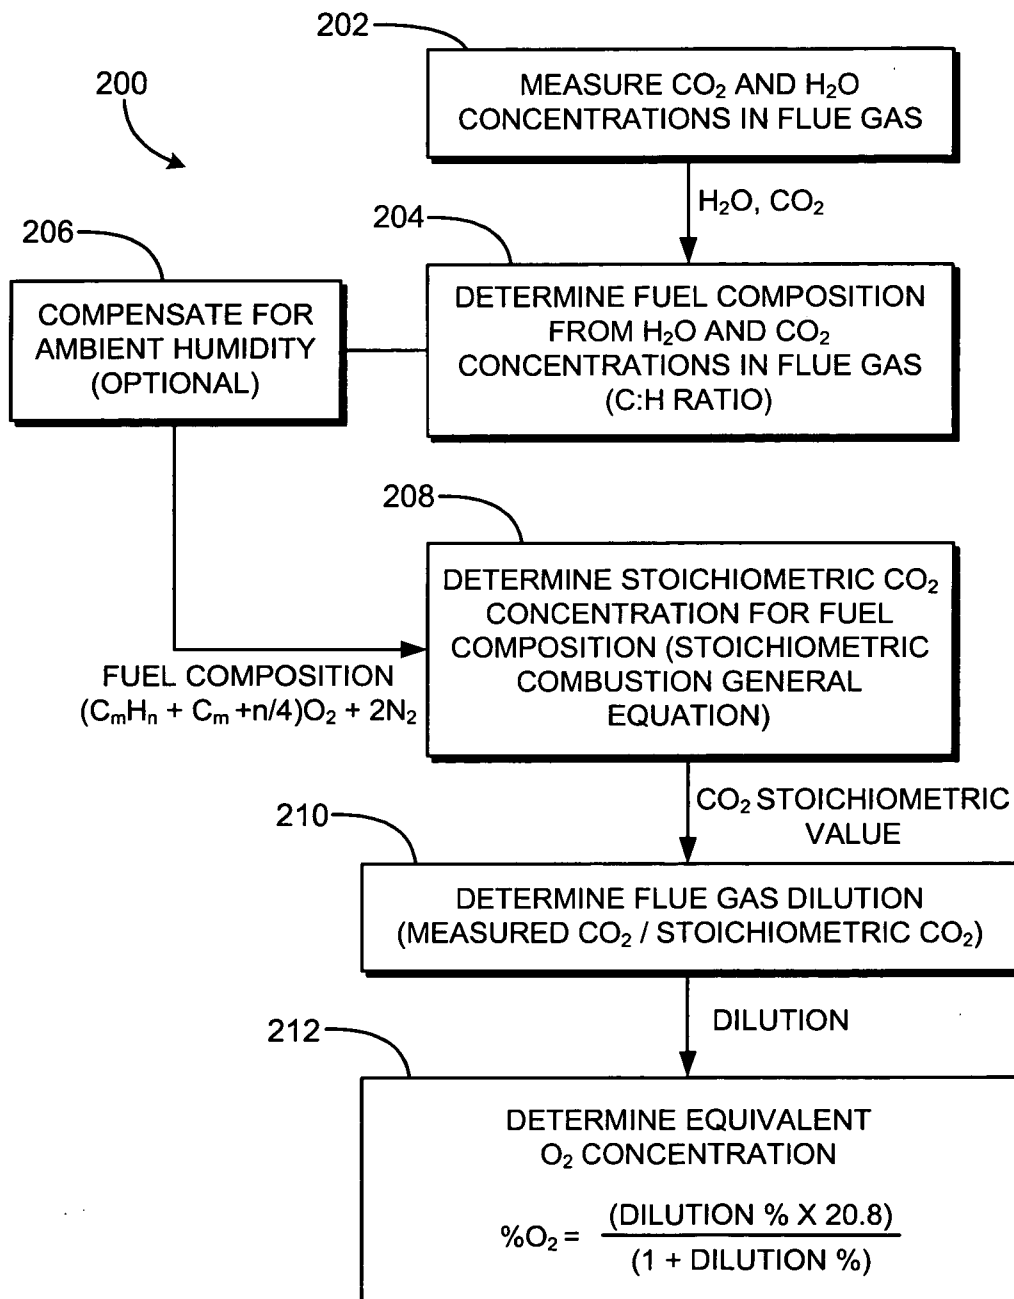 202
MEASURE CO₂ AND H₂O
CONCENTRATIONS IN FLUE GAS
200
H₂O, CO₂
204
DETERMINE FUEL COMPOSITION
FROM H₂O AND CO₂
CONCENTRATIONS IN FLUE GAS
(C:H RATIO)
206
COMPENSATE FOR
AMBIENT HUMIDITY
(OPTIONAL)
FUEL COMPOSITION
(CₘHₙ + Cₘ +n/4)O₂ + 2N₂
208
DETERMINE STOICHIOMETRIC CO₂
CONCENTRATION FOR FUEL
COMPOSITION (STOICHIOMETRIC
COMBUSTION GENERAL
EQUATION)
CO₂ STOICHIOMETRIC
VALUE
210
DETERMINE FLUE GAS DILUTION
(MEASURED CO₂ / STOICHIOMETRIC CO₂)
DILUTION
212
DETERMINE EQUIVALENT
O₂ CONCENTRATION
%O₂ = (DILUTION % X 20.8)
(1 + DILUTION %)